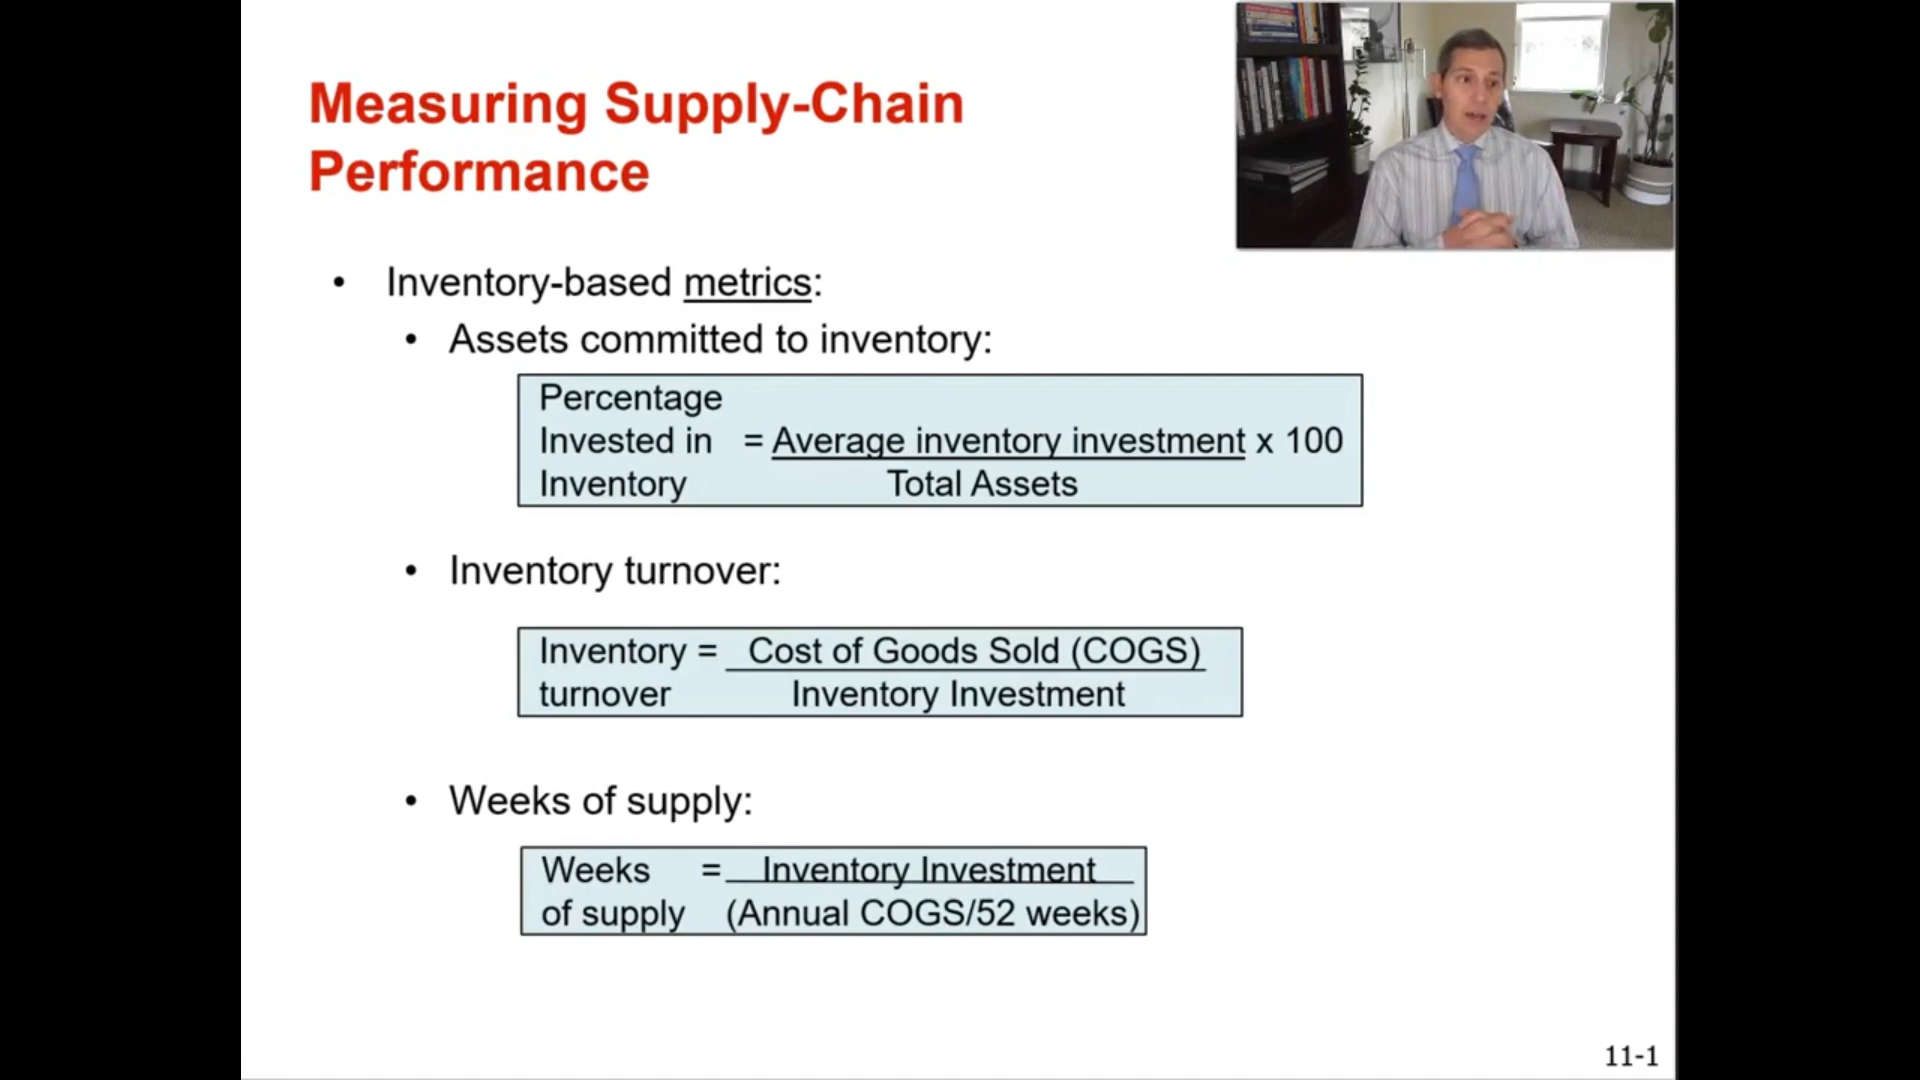 Measuring Supply-Chain
Performance
• Inventory-based metrics:
• Assets committed to inventory:
Percentage
Invested in = Average inventory investment x 100
Inventory Total Assets
• Inventory turnover:
Inventory = Cost of Goods Sold (COGS)
turnover Inventory Investment
• Weeks of supply:
Weeks = Inventory Investment
of supply (Annual COGS/52 weeks)
11-1